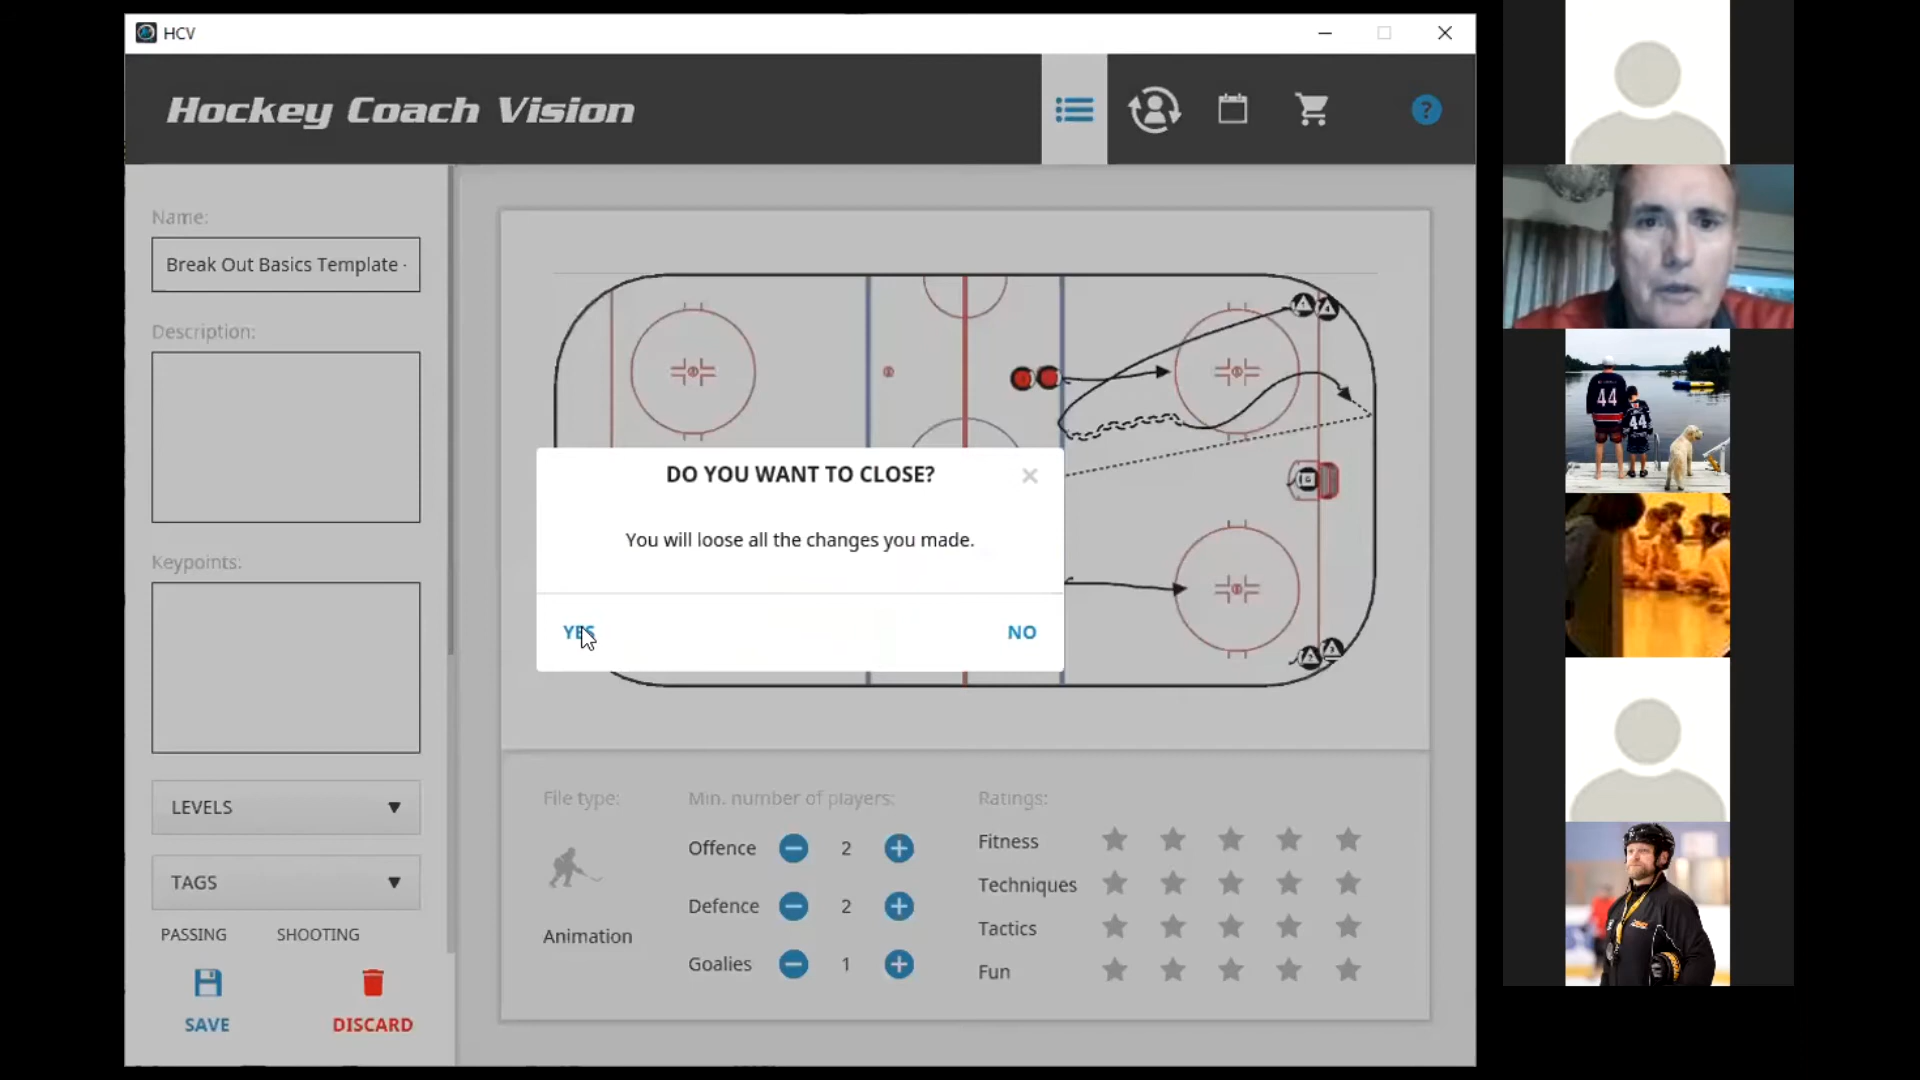 HCV
Hockey Coach Vision
?
Name:
Break Out Basics Template -
Description:
Keypoints:
LEVELS
TAGS
PASSING SHOOTING
SAVE DISCARD
G
DO YOU WANT TO CLOSE?
You will loose all the changes you made.
YES NO
File type:
Animation
Min. number of players:
Offence 2
Defence 2
Goalies 1
Ratings:
Fitness
Techniques
Tactics
Fun
44
44